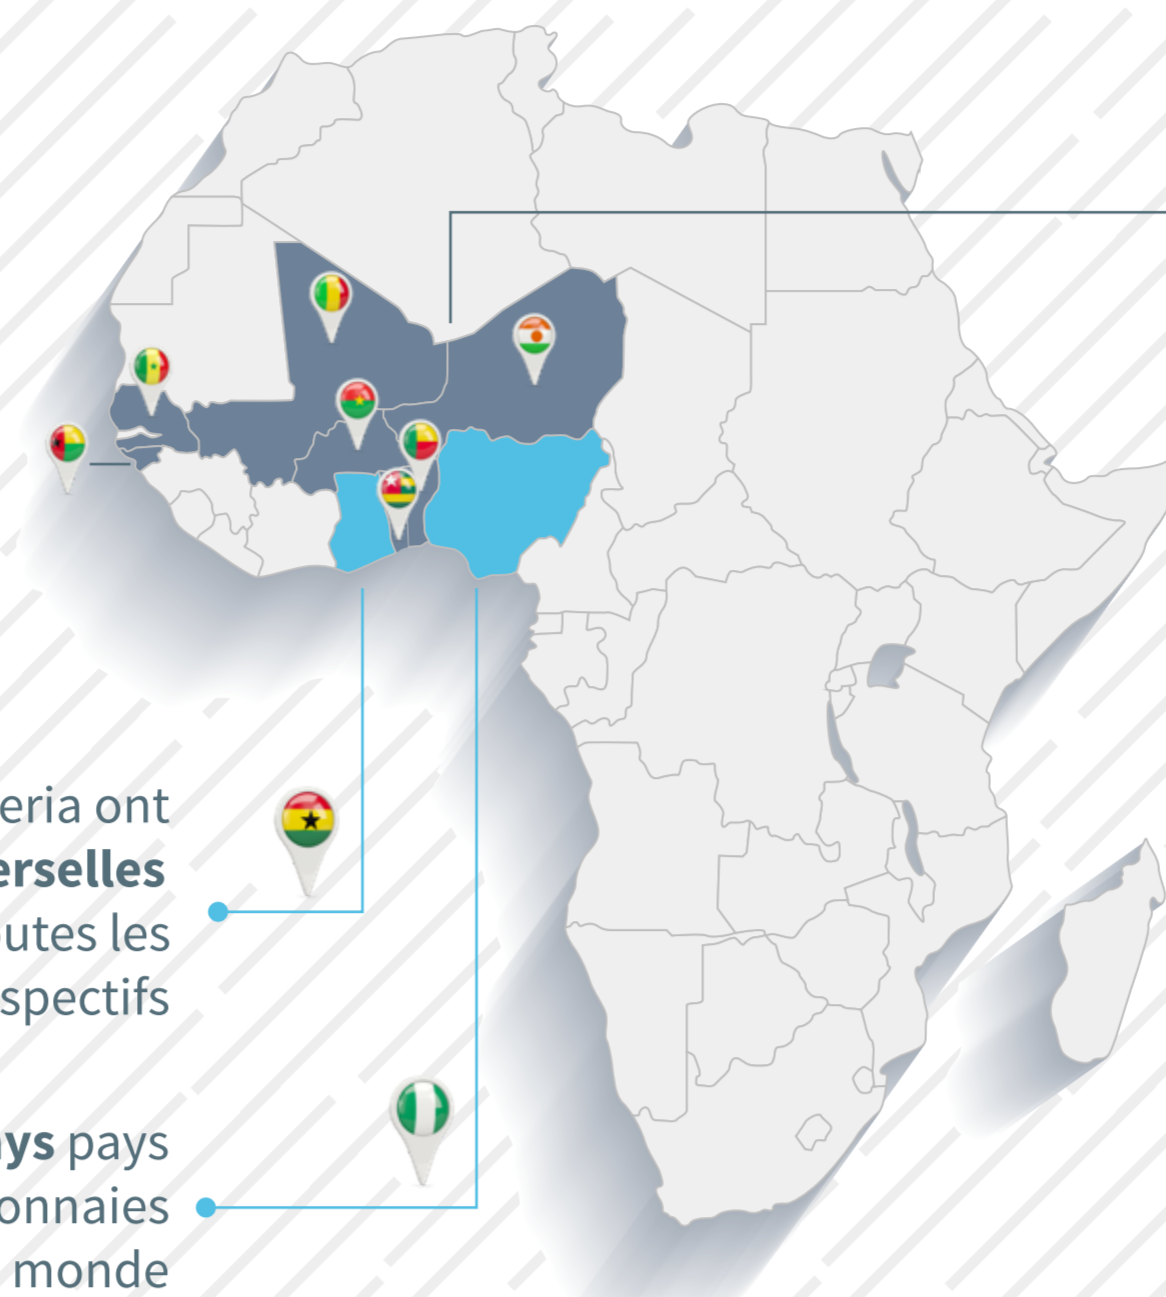 eria ont
erselles
utes les
spectifs
ys pays
onnaies
monde